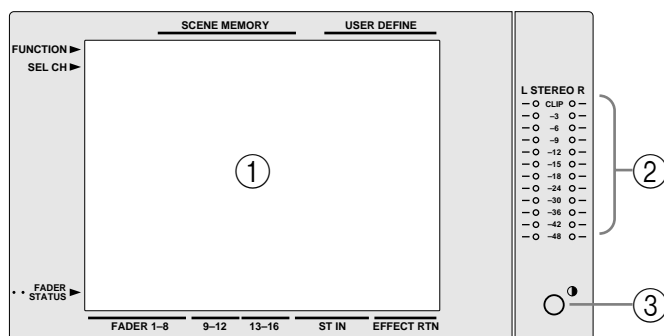 SCENE MEMORY USER DEFINE
FUNCTION
SEL CH
①
L STEREO R
CLIP
–3
–6
–9
–12
–15
–18
–24
–30
–36
–42
–48
②
FADER
STATUS
③
FADER 1–8 9–12 13–16 ST IN EFFECT RTN